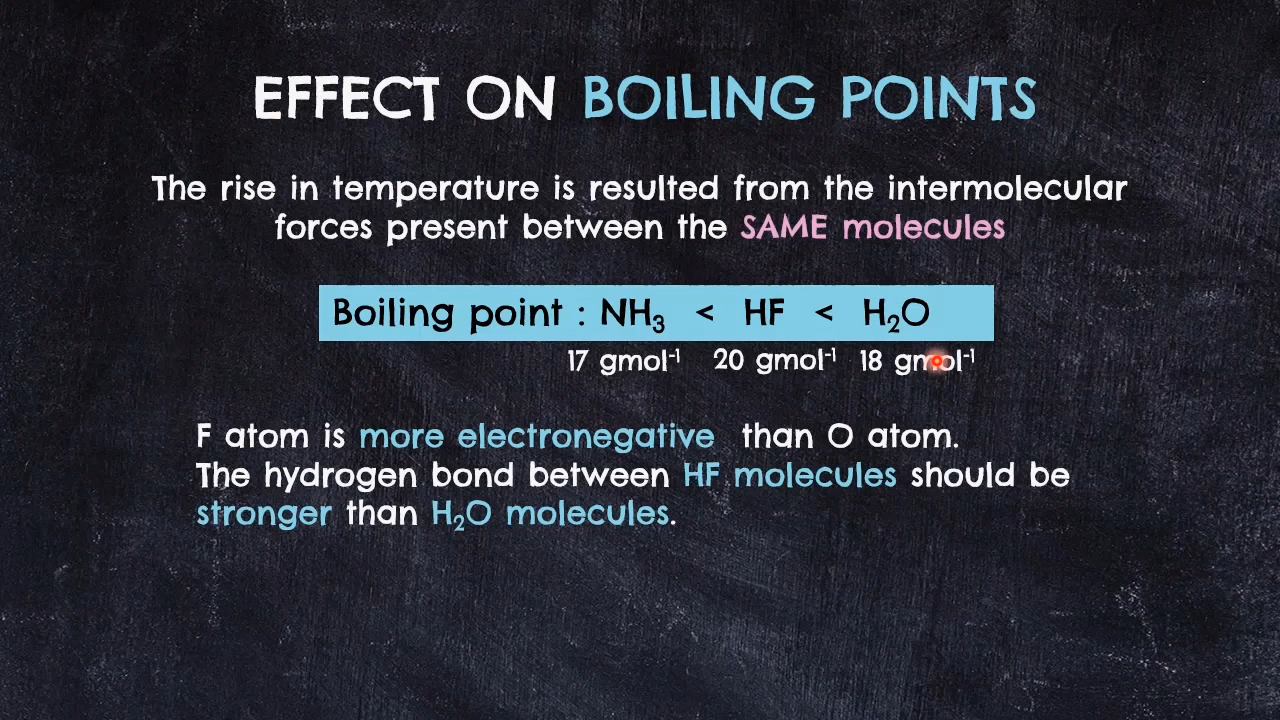 EFFECT ON BOILING POINTS
The rise in temperature is resulted from the intermolecular
forces present between the SAME molecules
Boiling point : NH₃ < HF < H₂O
17 gmol⁻¹ 20 gmol⁻¹ 18 gmol⁻¹
F atom is more electronegative than O atom.
The hydrogen bond between HF molecules should be
stronger than H₂O molecules.